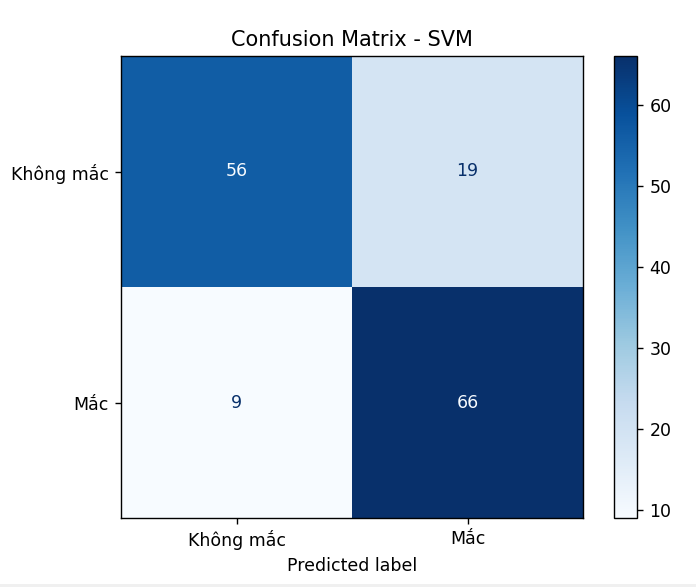 Confusion Matrix - SVM
Không mắc
56
19
Mắc
9
66
Không mắc
Mắc
Predicted label
60
50
40
30
20
10